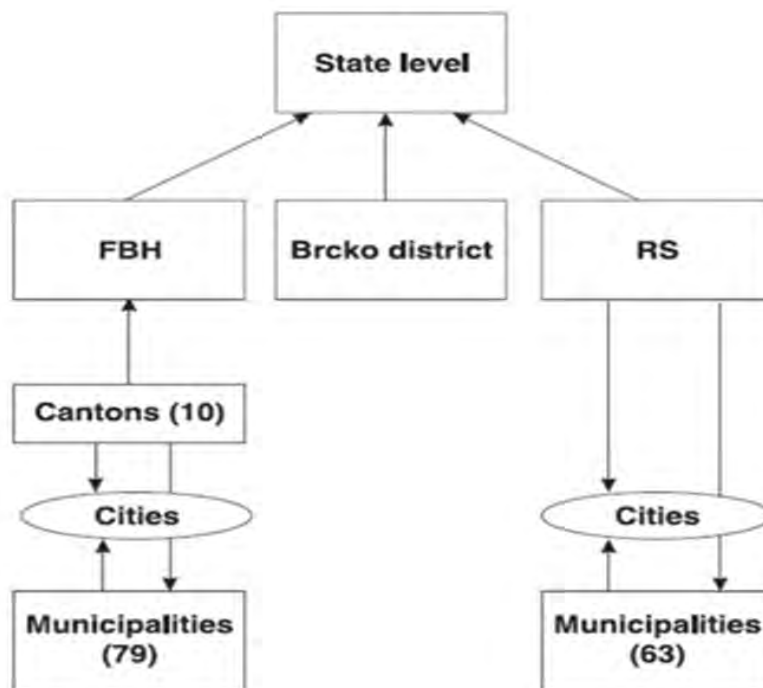 State level
FBH
Brcko district
RS
Cantons (10)
Cities
Cities
Municipalities
(79)
Municipalities
(63)